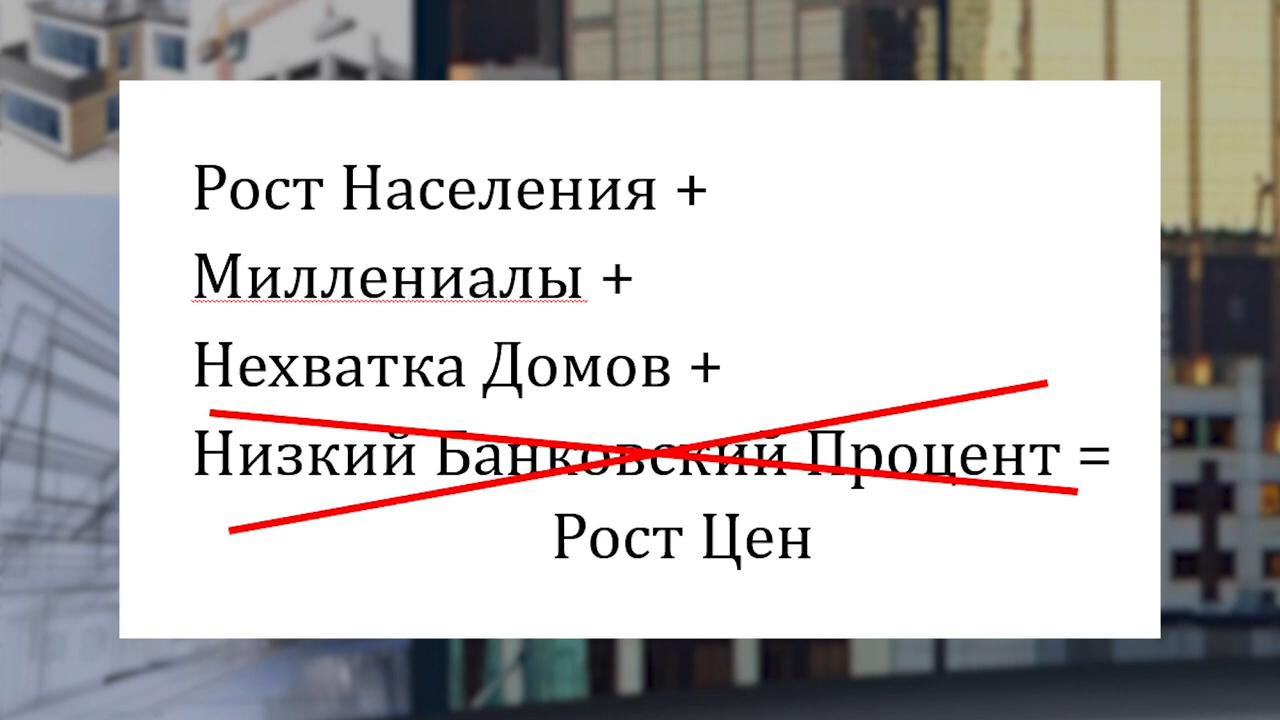 Рост Населения +
Миллениалы +
Нехватка Домов +
Низкий Банковский Процент =
Рост Цен